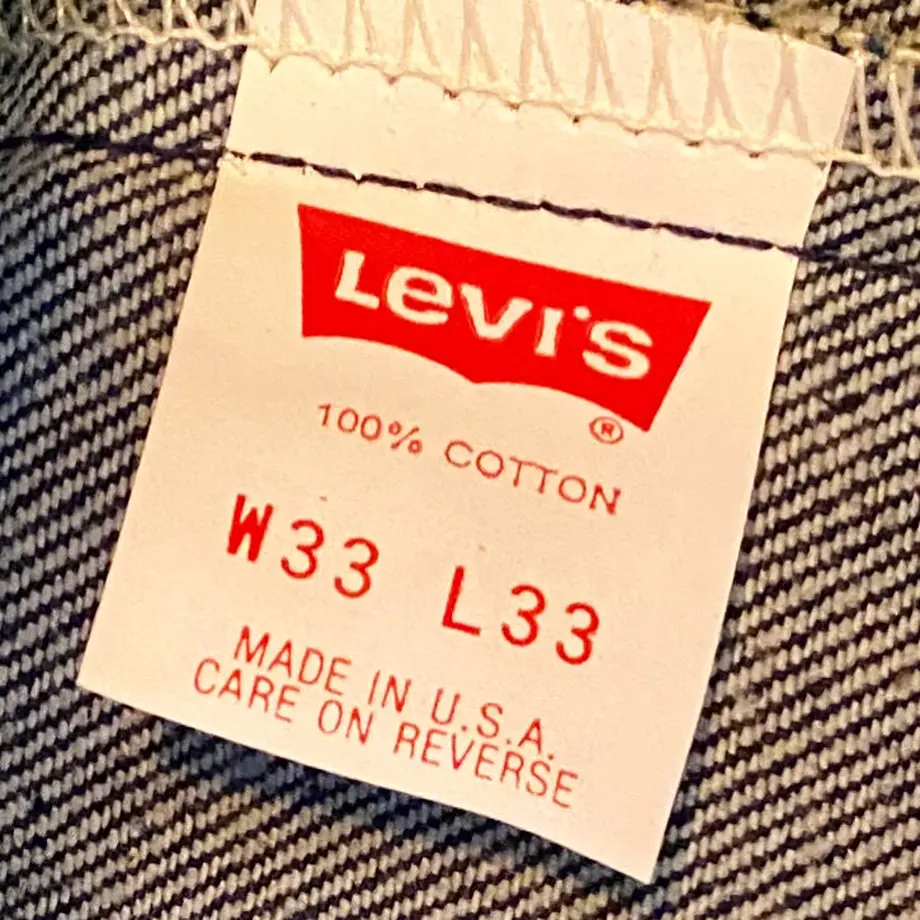 Levi's
®
100% COTTON
W33 L33
MADE IN U.S.A.
CARE ON REVERSE